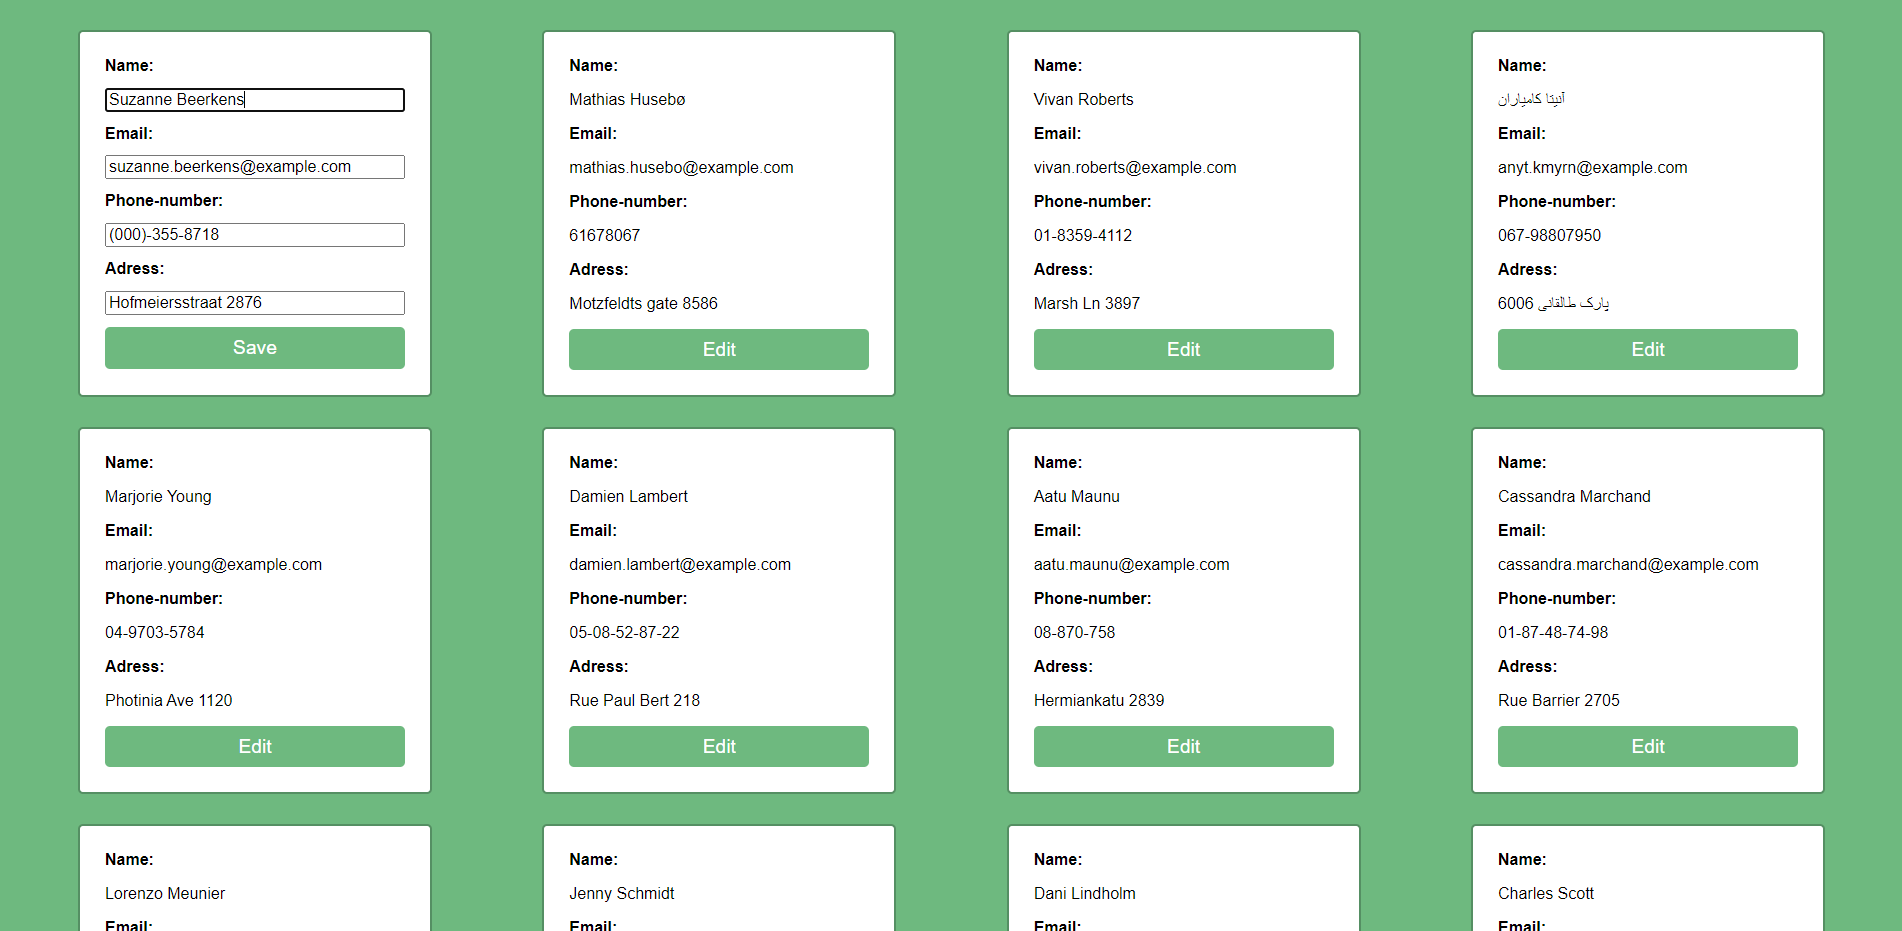 Name:
Suzanne Beerkens
Email:
suzanne.beerkens@example.com
Phone-number:
(000)-355-8718
Adress:
Hofmeiersstraat 2876
Save
Name:
Mathias Husebø
Email:
mathias.husebo@example.com
Phone-number:
61678067
Adress:
Motzfeldts gate 8586
Edit
Name:
Vivan Roberts
Email:
vivan.roberts@example.com
Phone-number:
01-8359-4112
Adress:
Marsh Ln 3897
Edit
Name:
آنیتا کامیاران
Email:
anyt.kmyrn@example.com
Phone-number:
067-98807950
Adress:
پارک طالقانی 6006
Edit
Name:
Marjorie Young
Email:
marjorie.young@example.com
Phone-number:
04-9703-5784
Adress:
Photinia Ave 1120
Edit
Name:
Damien Lambert
Email:
damien.lambert@example.com
Phone-number:
05-08-52-87-22
Adress:
Rue Paul Bert 218
Edit
Name:
Aatu Maunu
Email:
aatu.maunu@example.com
Phone-number:
08-870-758
Adress:
Hermiankatu 2839
Edit
Name:
Cassandra Marchand
Email:
cassandra.marchand@example.com
Phone-number:
01-87-48-74-98
Adress:
Rue Barrier 2705
Edit
Name:
Lorenzo Meunier
Email:
Name:
Jenny Schmidt
Email:
Name:
Dani Lindholm
Email:
Name:
Charles Scott
Email: